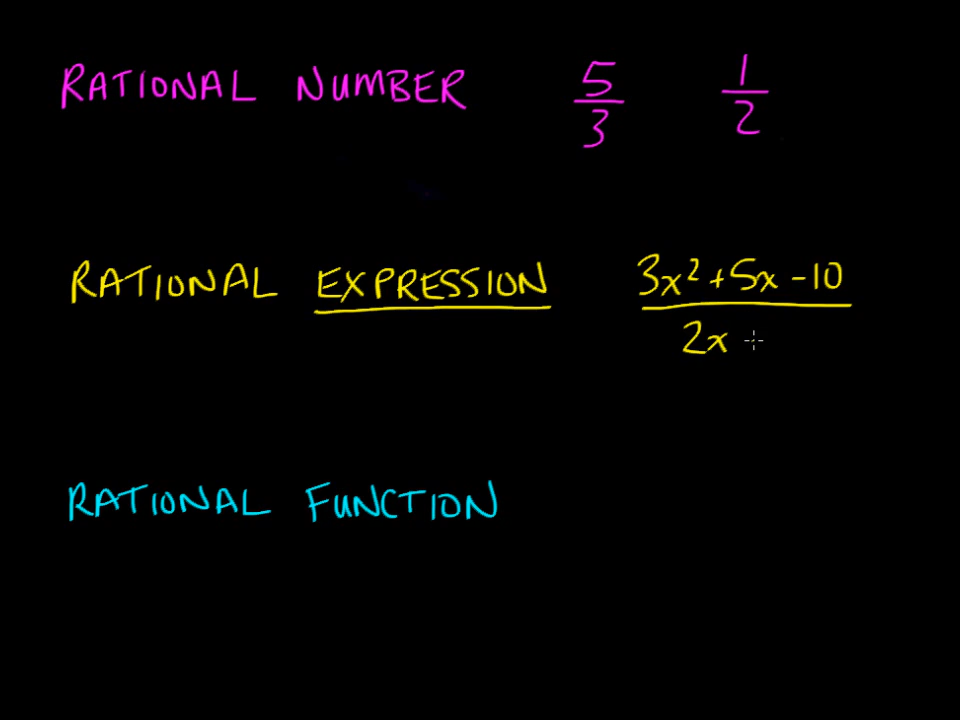 RATIONAL NUMBER 5/3 1/2
RATIONAL EXPRESSION 3x²+5x-10
2x
RATIONAL FUNCTION